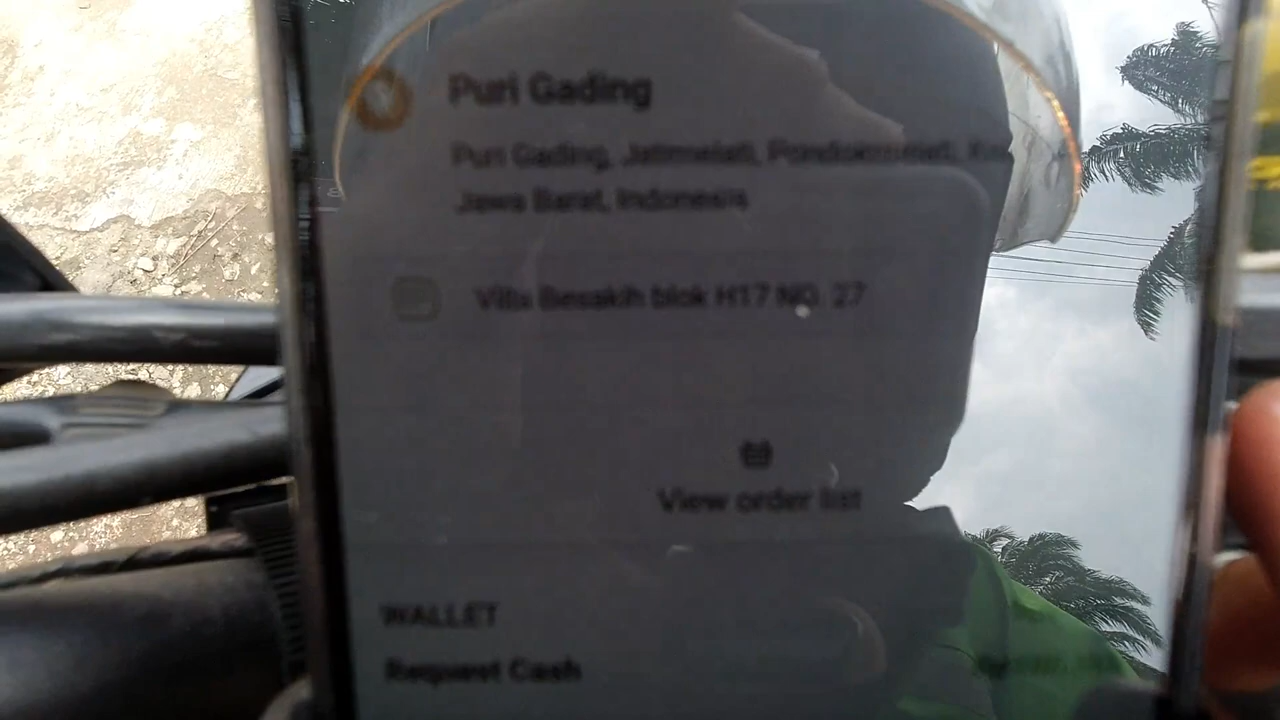 Puri Gading
Puri Gading, Jatimelati, Pondokmelati,
Jawa Barat, Indonesia
Villa Besakih blok H17 NO. 27
View order list
WALLET
Request Cash